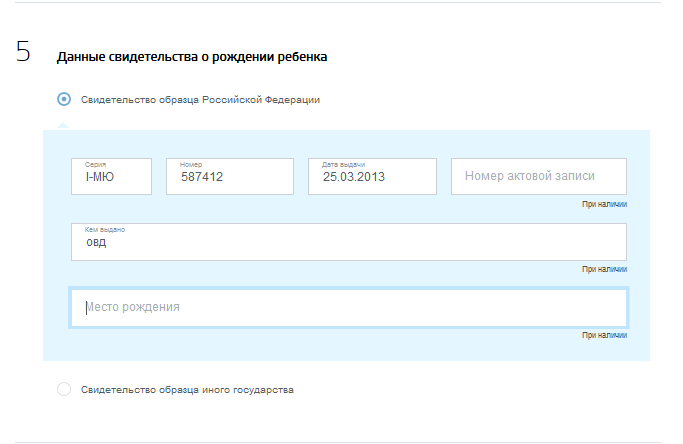 5 Данные свидетельства о рождении ребенка
Свидетельство образца Российской Федерации
Серия Номер Дата выдачи
I-МЮ 587412 25.03.2013 Номер актовой записи
При наличии
Кем выдано
овд
При наличии
Место рождения
При наличии
Свидетельство образца иного государства